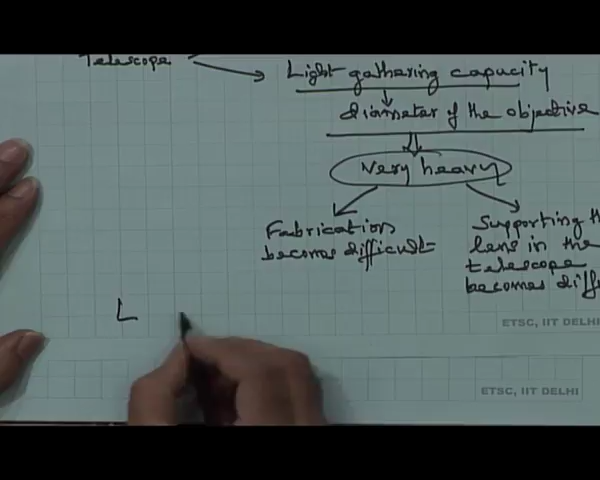 Telescope
Light gathering capacity
diameter of the objective
Very heavy
Fabrication
becomes difficult
Supporting th
lens in the
telescope
becomes diff
L
ETSC, IIT DELHI
ETSC, IIT DELHI